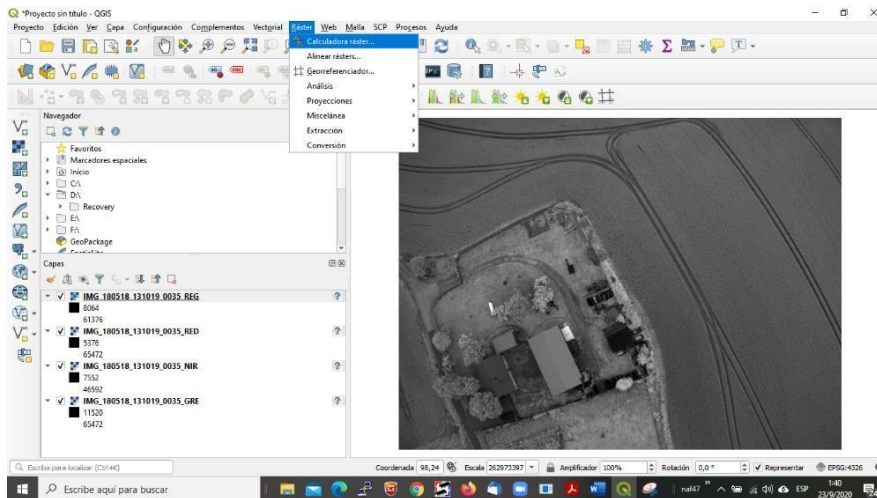 *Proyecto sin título - QGIS
Proyecto Edición Ver Capa Configuración Complementos Vectorial Ráster Web Malla SCP Procesos Ayuda
Calculadora ráster...
Alinear rásters...
Georreferenciador...
Análisis
Proyecciones
Miscelánea
Extracción
Conversión
Navegador
Favoritos
Marcadores espaciales
Inicio
C:\
D:\
Recovery
E:\
F:\
GeoPackage
SpatiaLite
Capas
IMG_180518_131019_0035_REG
8064
61376
IMG_180518_131019_0035_RED
5376
65472
IMG_180518_131019_0035_NIR
7552
46592
IMG_180518_131019_0035_GRE
11520
65472
Escriba para localizar (Ctrl+K)
Coordenada 98,24 Escala 262973397 Amplificador 100% Rotación 0,0 ° Representar EPSG:4326
Escribe aquí para buscar
naf47 ESP 1:40
23/9/2020